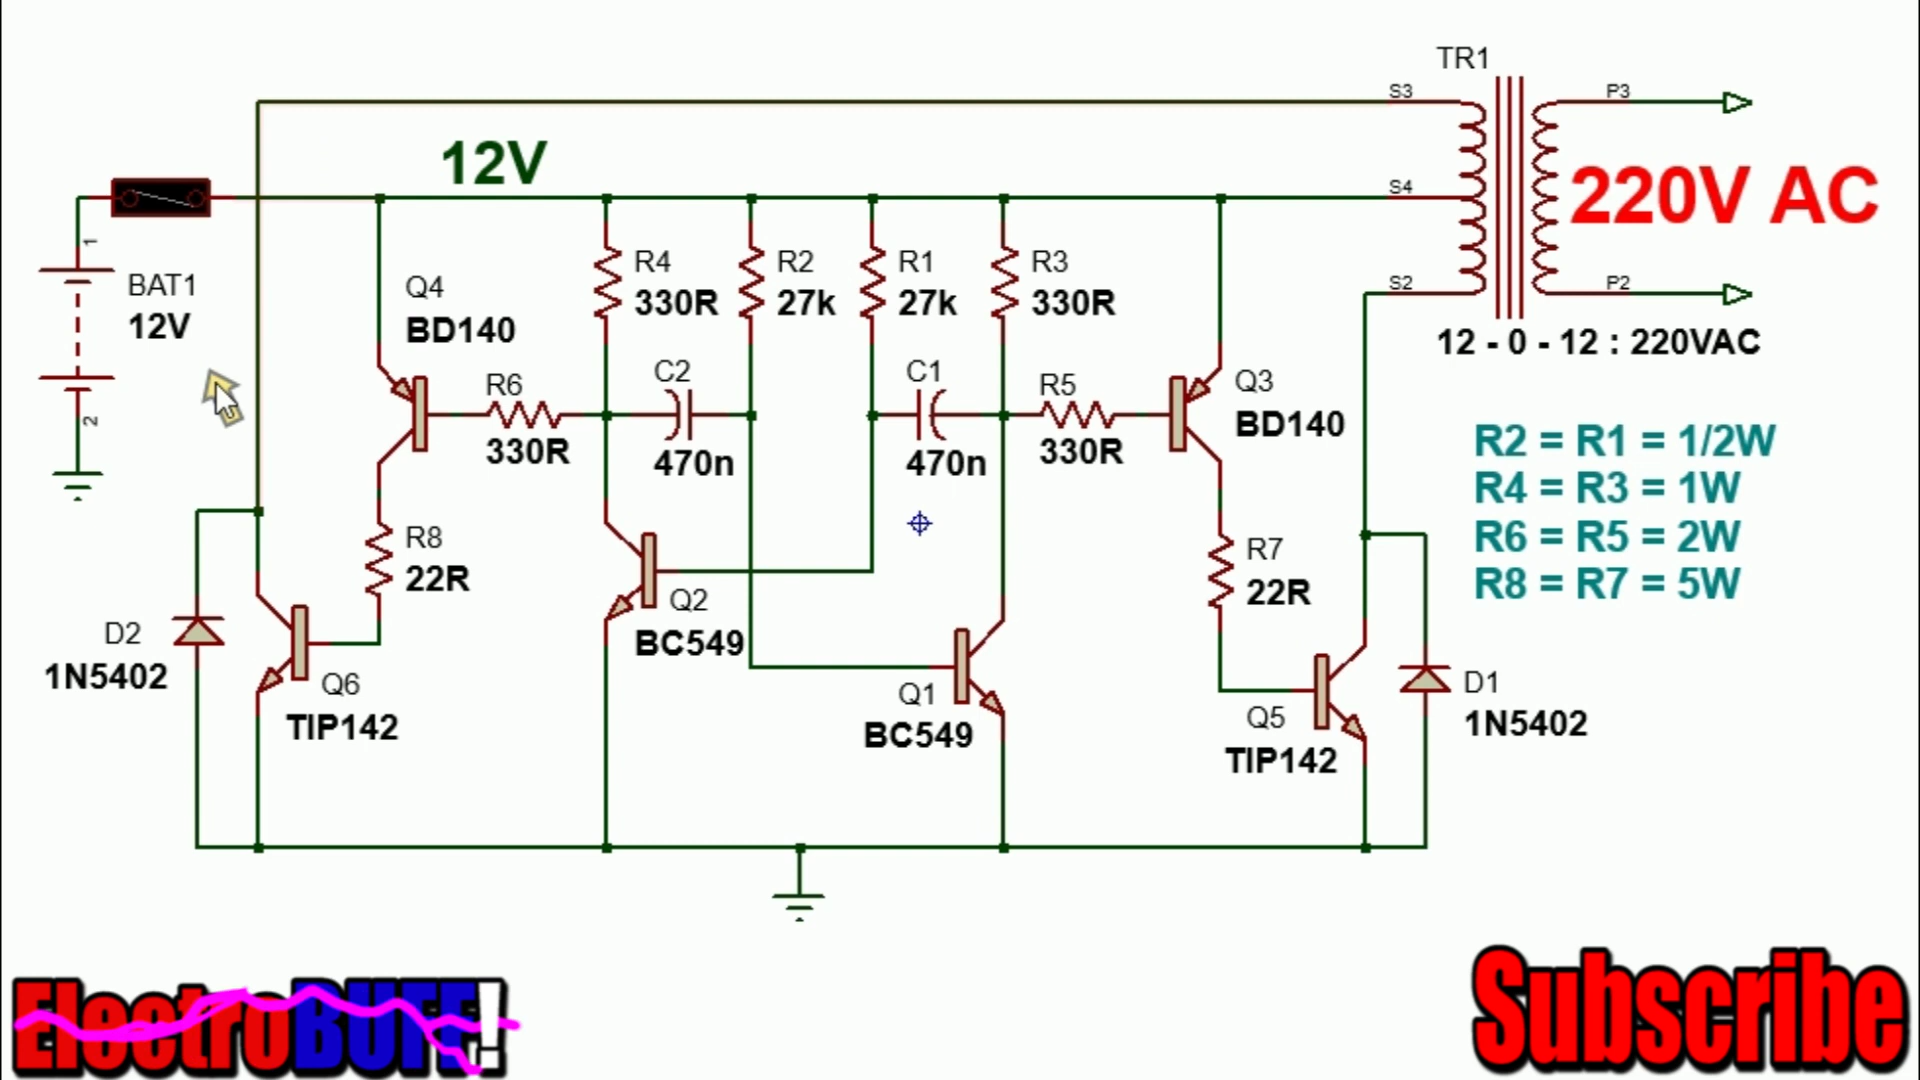 TR1
S3
P3
12V
S4
220V AC
1
BAT1
12V
Q4
BD140
R4
330R
R2
27k
R1
27k
R3
330R
S2
P2
12 - 0 - 12 : 220VAC
2
R6
330R
C2
470n
C1
470n
R5
330R
Q3
BD140
R2 = R1 = 1/2W
R4 = R3 = 1W
R6 = R5 = 2W
R8 = R7 = 5W
R8
22R
R7
22R
D2
1N5402
Q6
TIP142
Q2
BC549
Q1
BC549
Q5
TIP142
D1
1N5402
ElectroBUFF!
Subscribe